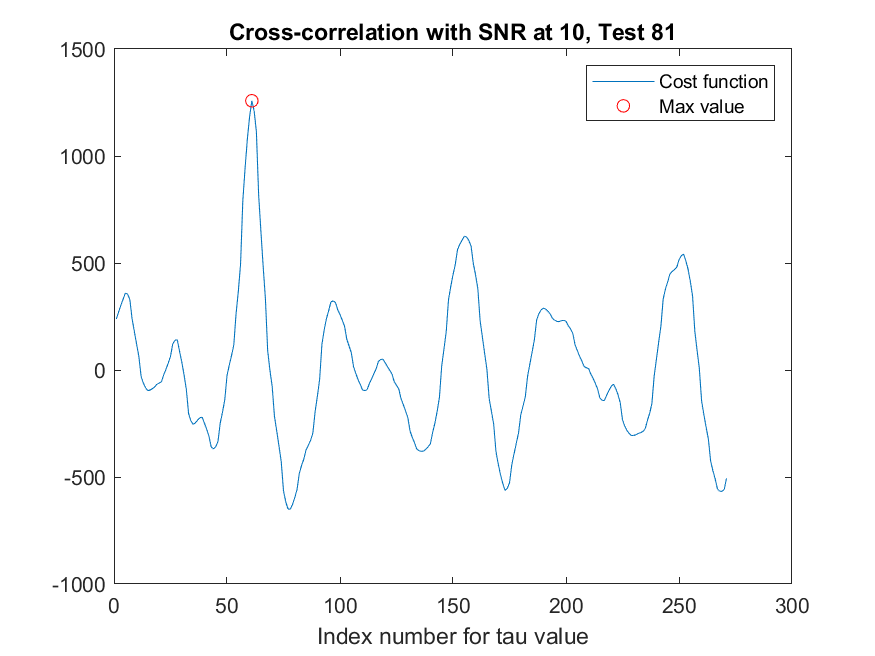 Cross-correlation with SNR at 10, Test 81
1500
1000
500
0
-500
-1000
0 50 100 150 200 250 300
Index number for tau value
Cost function
Max value